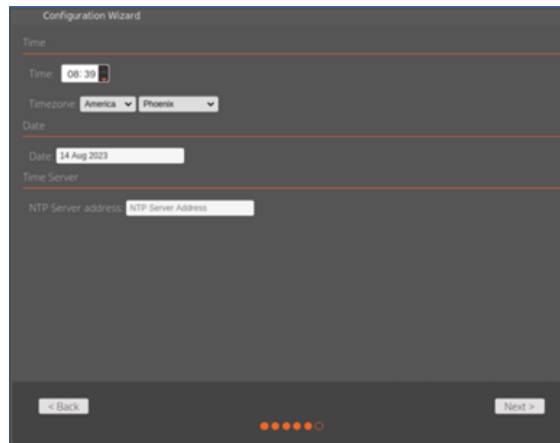 Configuration Wizard
Time
Time: 08:39
Timezone: America Phoenix
Date
Date: 14 Aug 2023
Time Server
NTP Server address: NTP Server Address
< Back Next >